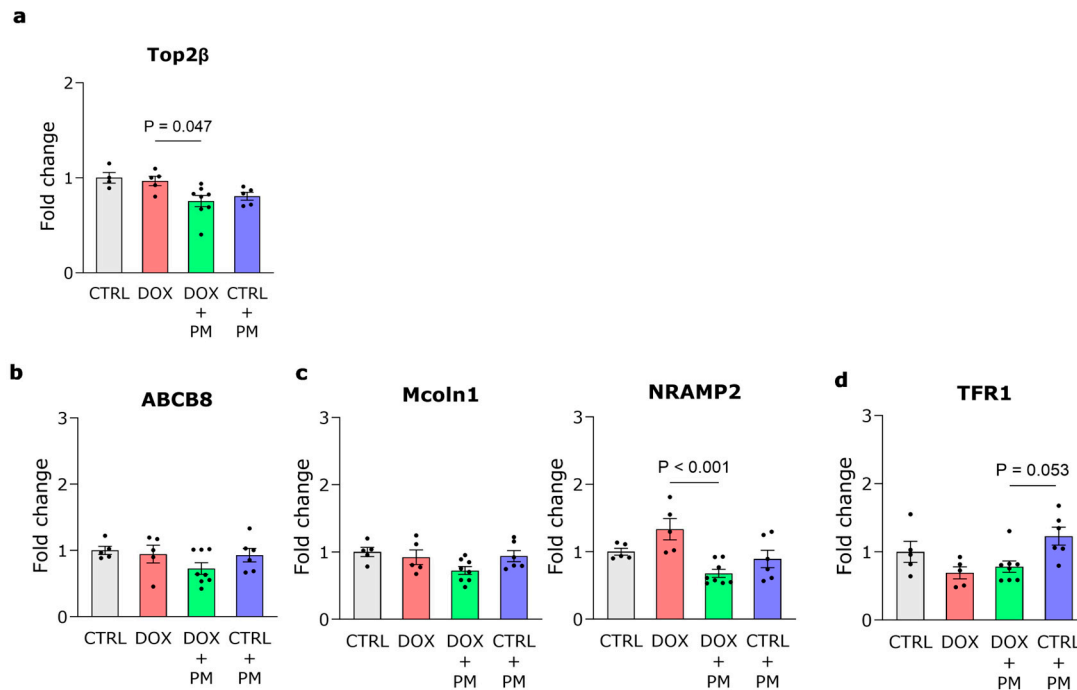 a
Top2β
Fold change
2
1
0
P = 0.047
CTRL DOX DOX CTRL
+ +
PM PM
b
ABCB8
Fold change
3
2
1
0
CTRL DOX DOX CTRL
+ +
PM PM
c
Mcoln1
Fold change
3
2
1
0
CTRL DOX DOX CTRL
+ +
PM PM
NRAMP2
Fold change
3
2
1
0
P < 0.001
CTRL DOX DOX CTRL
+ +
PM PM
d
TFR1
Fold change
3
2
1
0
P = 0.053
CTRL DOX DOX CTRL
+ +
PM PM